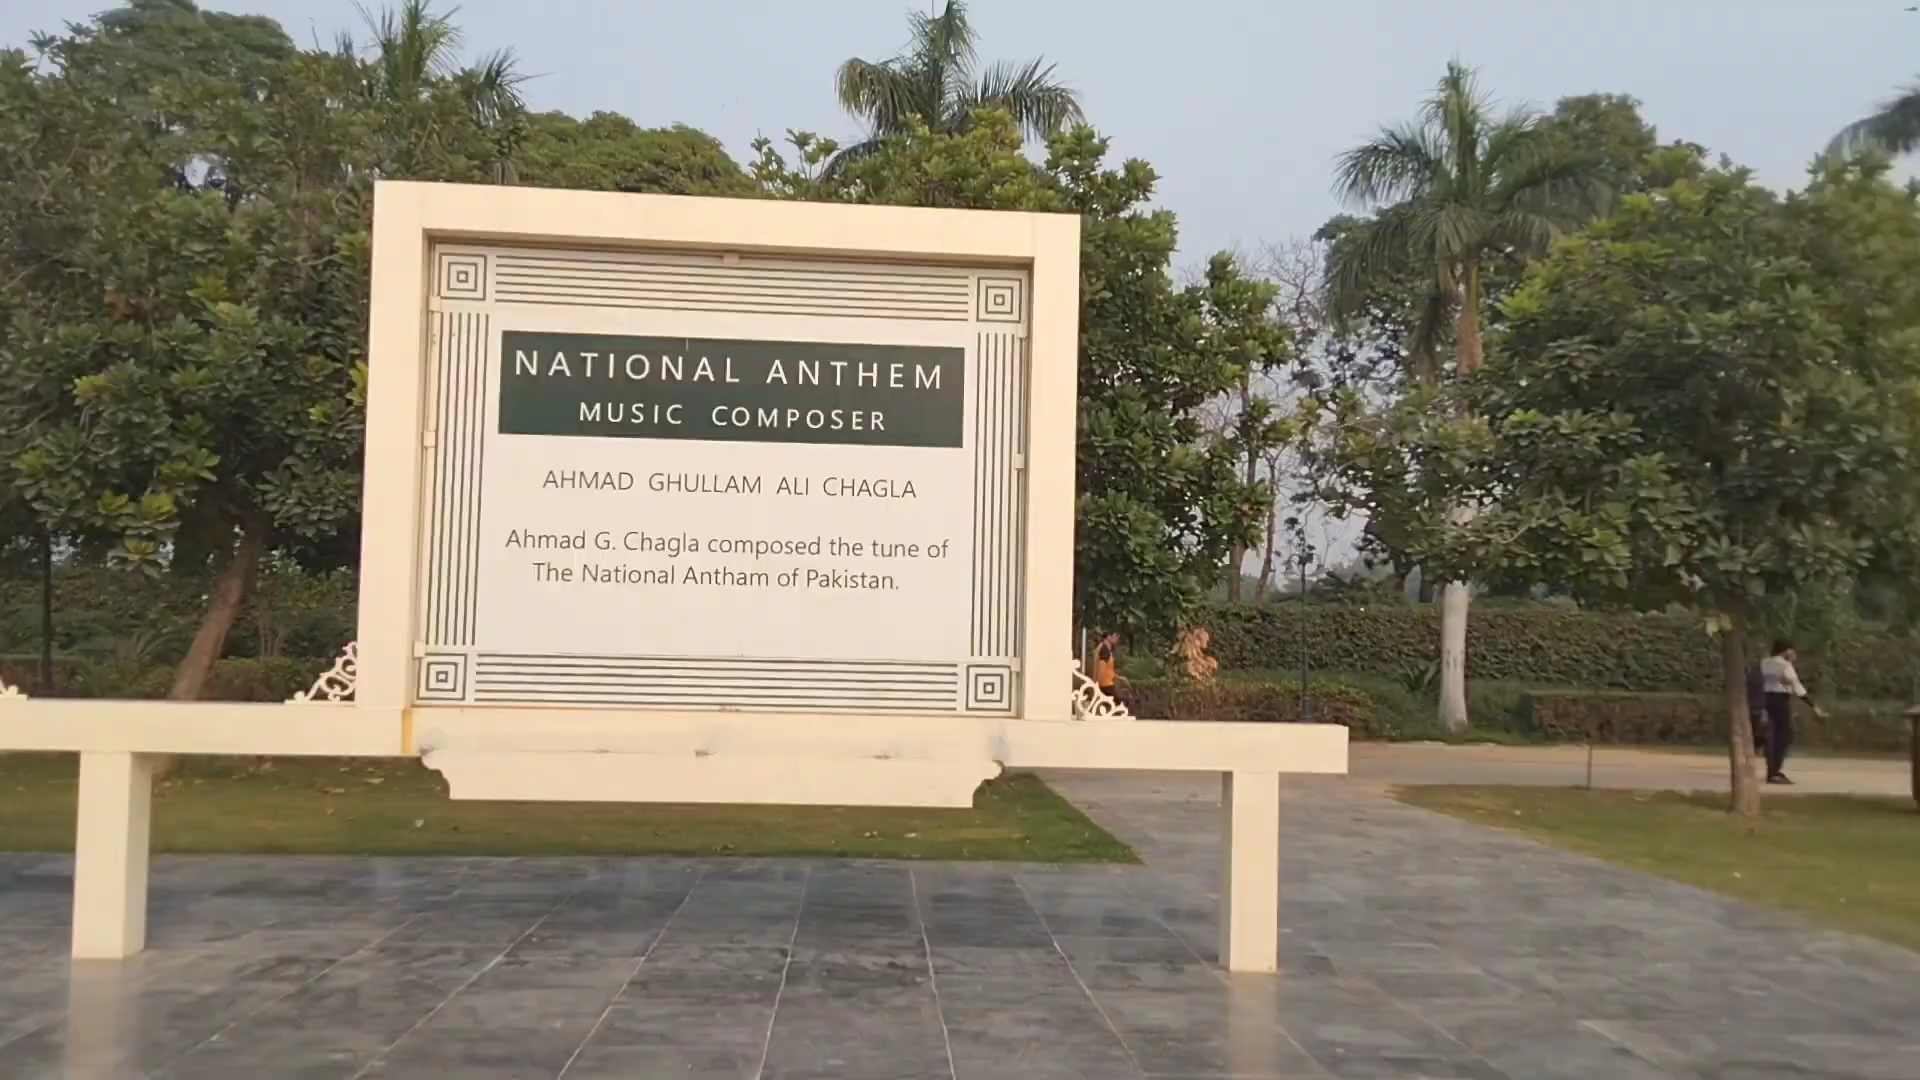 NATIONAL ANTHEM
MUSIC COMPOSER
AHMAD GHULLAM ALI CHAGLA
Ahmad G. Chagla composed the tune of
The National Antham of Pakistan.